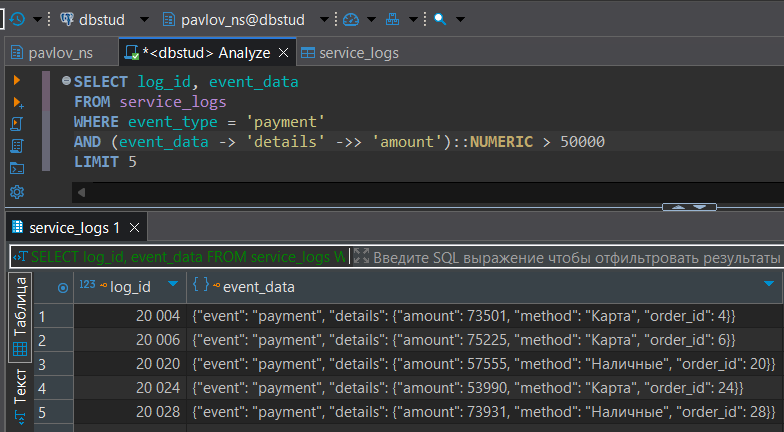 dbstud pavlov_ns@dbstud
pavlov_ns *<dbstud> Analyze service_logs
SELECT log_id, event_data
FROM service_logs
WHERE event_type = 'payment'
AND (event_data -> 'details' ->> 'amount')::NUMERIC > 50000
LIMIT 5
service_logs 1
SELECT log_id, event_data FROM service_logs W Введите SQL выражение чтобы отфильтровать результаты
Таблица
Текст
123 log_id { } event_data
1 20 004 {"event": "payment", "details": {"amount": 73501, "method": "Карта", "order_id": 4}}
2 20 006 {"event": "payment", "details": {"amount": 75225, "method": "Карта", "order_id": 6}}
3 20 020 {"event": "payment", "details": {"amount": 57555, "method": "Наличные", "order_id": 20}}
4 20 024 {"event": "payment", "details": {"amount": 53990, "method": "Карта", "order_id": 24}}
5 20 028 {"event": "payment", "details": {"amount": 73931, "method": "Наличные", "order_id": 28}}